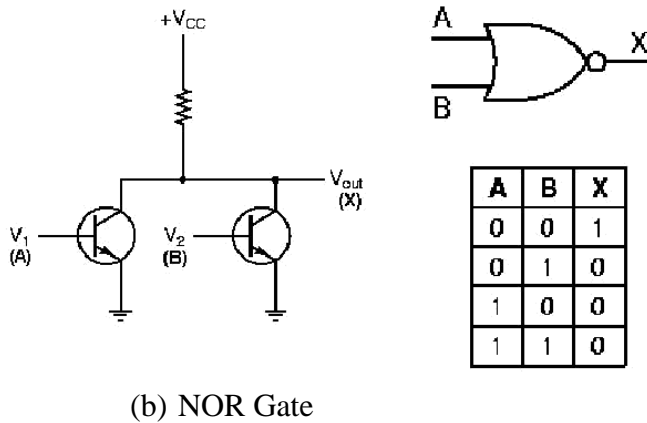 +VCC
Vout
(X)
V1
(A)
V2
(B)
A
B
X
A B X
0 0 1
0 1 0
1 0 0
1 1 0
(b) NOR Gate